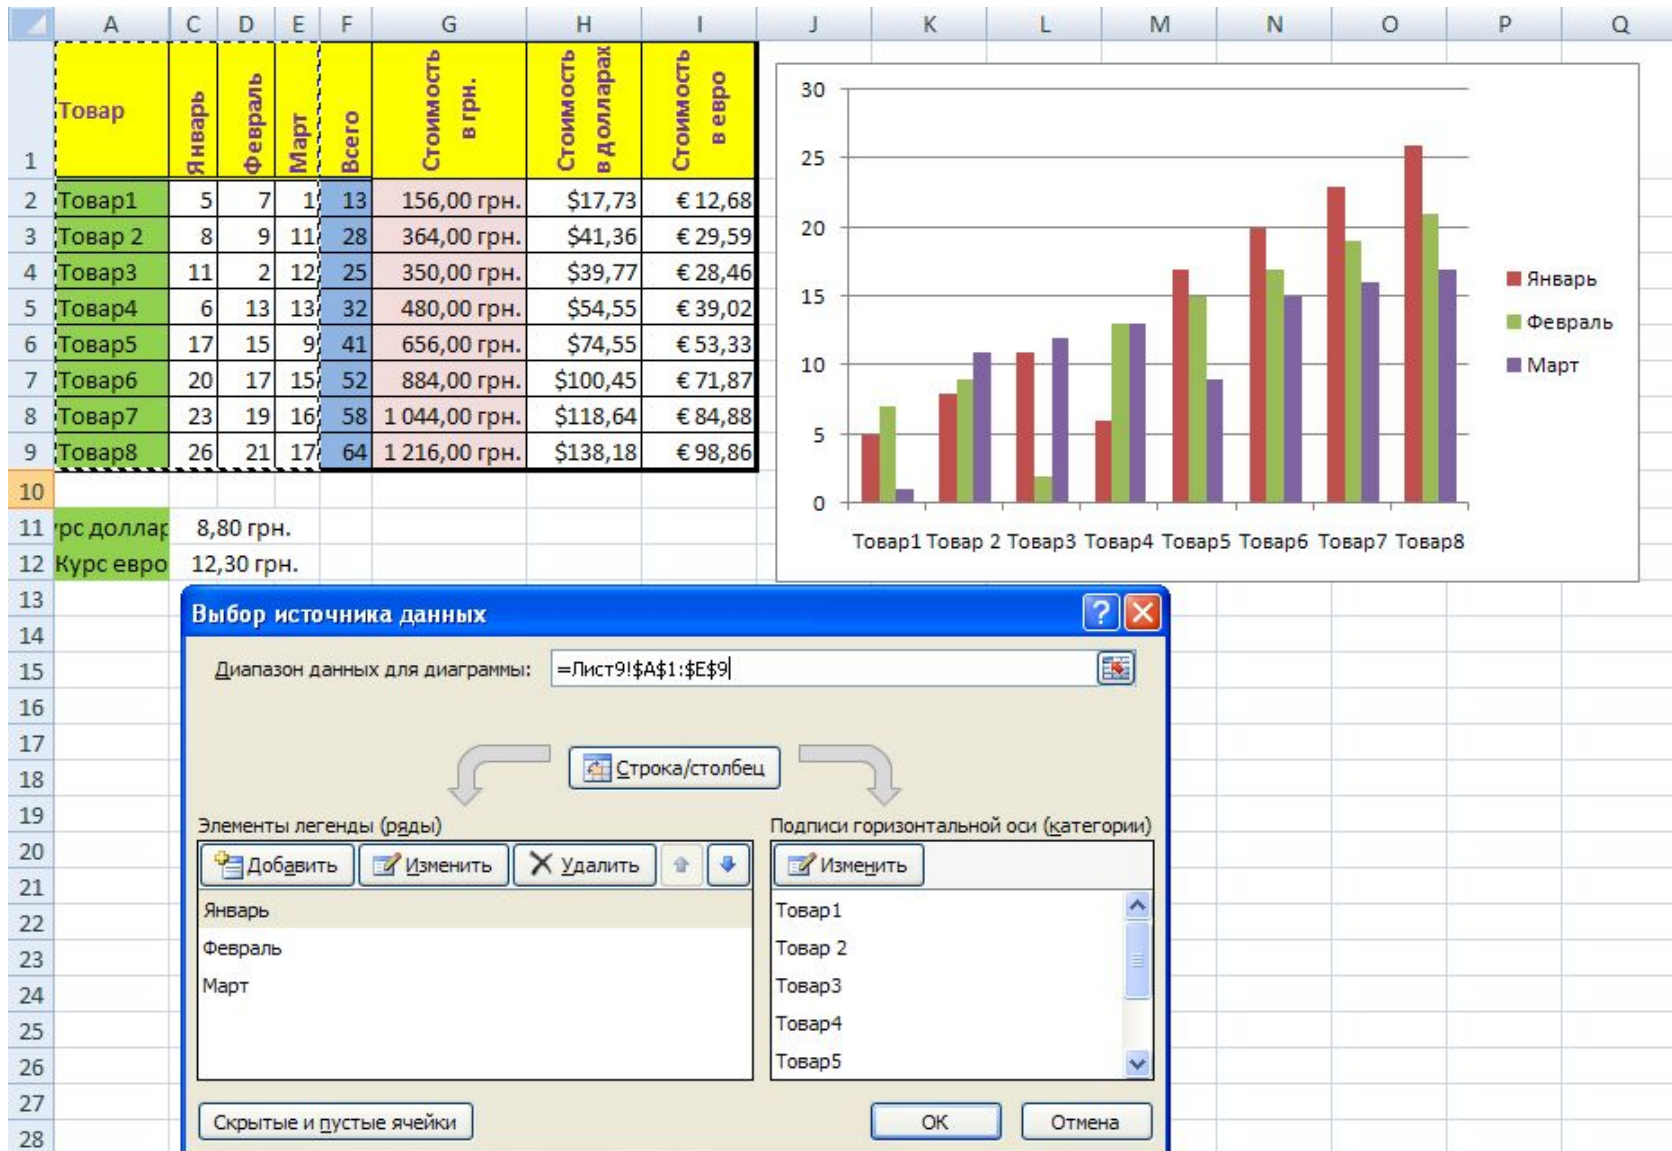 A C D E F G H I J K L M N O P Q
1 Товар Январь Февраль Март Всего Стоимость в грн. Стоимость в долларах Стоимость в евро
2 Товар1 5 7 1 13 156,00 грн. $17,73 € 12,68
3 Товар 2 8 9 11 28 364,00 грн. $41,36 € 29,59
4 Товар3 11 2 12 25 350,00 грн. $39,77 € 28,46
5 Товар4 6 13 13 32 480,00 грн. $54,55 € 39,02
6 Товар5 17 15 9 41 656,00 грн. $74,55 € 53,33
7 Товар6 20 17 15 52 884,00 грн. $100,45 € 71,87
8 Товар7 23 19 16 58 1 044,00 грн. $118,64 € 84,88
9 Товар8 26 21 17 64 1 216,00 грн. $138,18 € 98,86
10
11 рс доллар 8,80 грн.
12 Курс евро 12,30 грн.
13
14
15
16
17
18
19
20
21
22
23
24
25
26
27
28
30
25
20
15
10
5
0
Товар1 Товар 2 Товар3 Товар4 Товар5 Товар6 Товар7 Товар8
Январь
Февраль
Март
Выбор источника данных ?
Диапазон данных для диаграммы: =Лист9!$A$1:$E$9
Строка/столбец
Элементы легенды (ряды)
Добавить Изменить Удалить
Январь
Февраль
Март
Подписи горизонтальной оси (категории)
Изменить
Товар1
Товар 2
Товар3
Товар4
Товар5
Скрытые и пустые ячейки
ОК Отмена